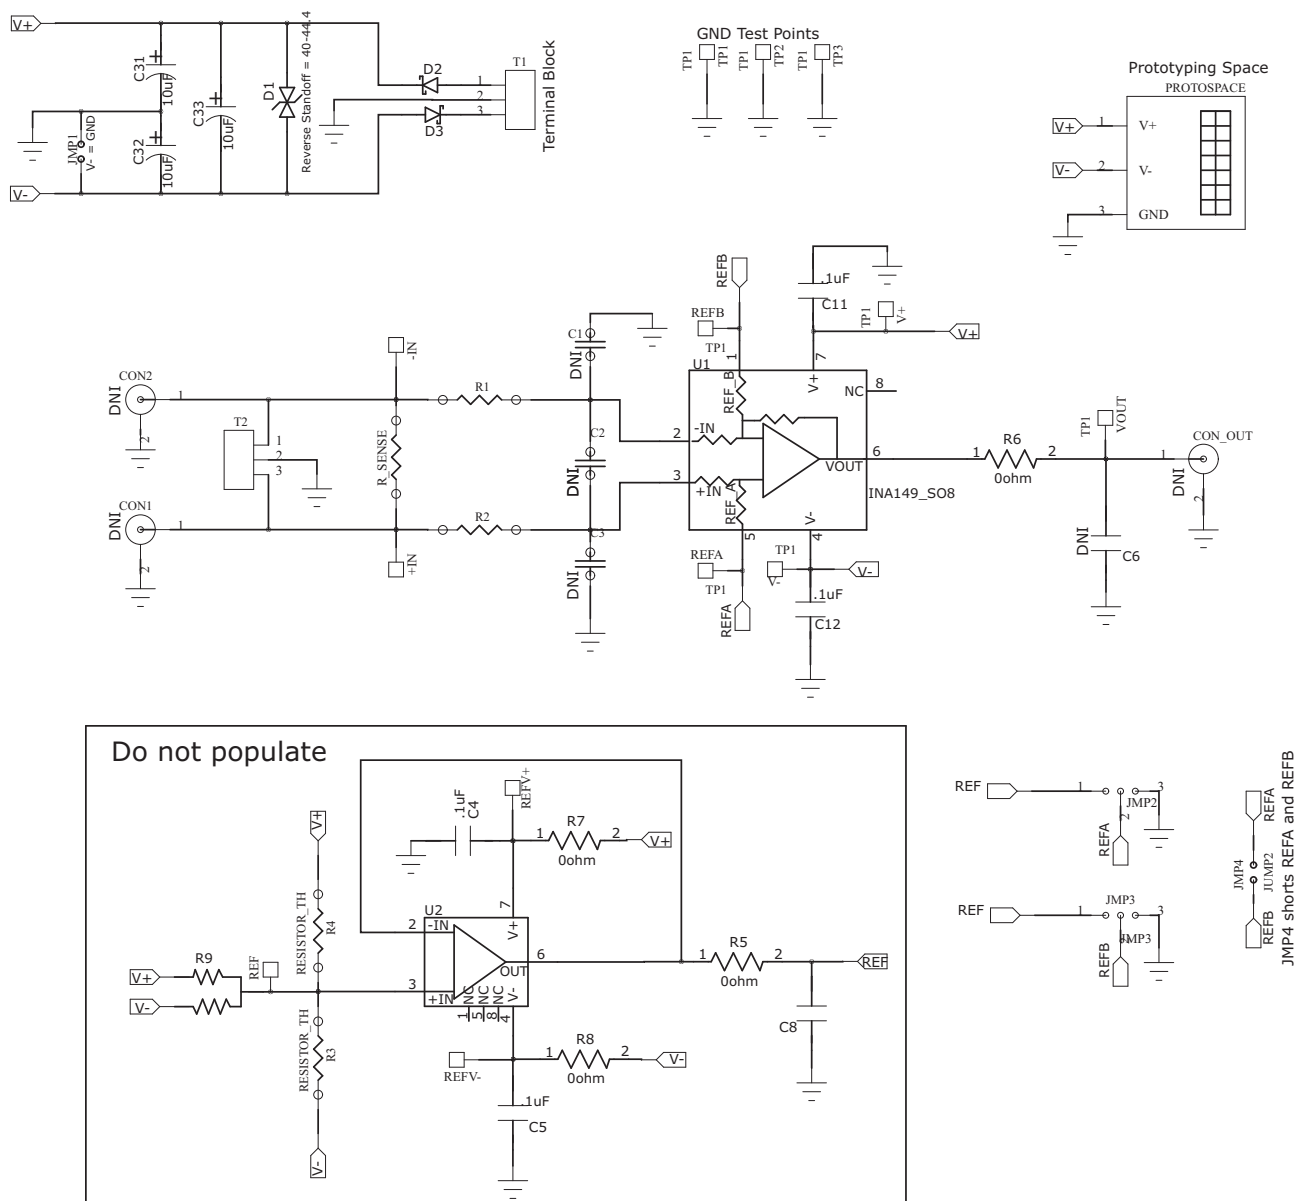 V+
C31
10uF
C32
10uF
C33
10uF
JMP1
V- = GND
D1
Reverse Standoff = 40-44.4
V-
D2
D3
1
2
3
T1
Terminal Block
GND Test Points
TP1
TP1
TP1
TP2
TP1
TP3
Prototyping Space
PROTOSPACE
V+
1
V+
V-
2
V-
3
GND
REFB
REFB
TP1
1
.1uF
C11
TP1
V+
V+
7
U1
V+
NC
8
REF_B
-IN
2
+IN
3
REF_A
VOUT
6
INA149_SO8
V-
5
4
REFA
TP1
REFA
TP1
V-
V-
.1uF
C12
DNI
CON2
1
2
T2
1
2
3
DNI
CON1
1
2
-IN
R_SENSE
+IN
R1
R2
C1
DNI
C2
DNI
C3
DNI
R6
1
2
0ohm
TP1
VOUT
CON_OUT
1
DNI
2
DNI
C6
Do not populate
REFV+
.1uF
C4
R7
1
2
0ohm
V+
V+
RESISTOR_TH
R4
R9
V+
V-
REF
RESISTOR_TH
R3
V-
U2
7
2
-IN
V+
OUT
6
3
+IN
NC
NC
NC
V-
1
5
8
4
R5
1
2
0ohm
REF
C8
REFV-
R8
1
2
0ohm
V-
.1uF
C5
REF
1
3
JMP2
2
REFA
REF
1
JMP3
3
JMP3
2
REFB
REFA
JMP4
JUMP2
REFB
JMP4 shorts REFA and REFB